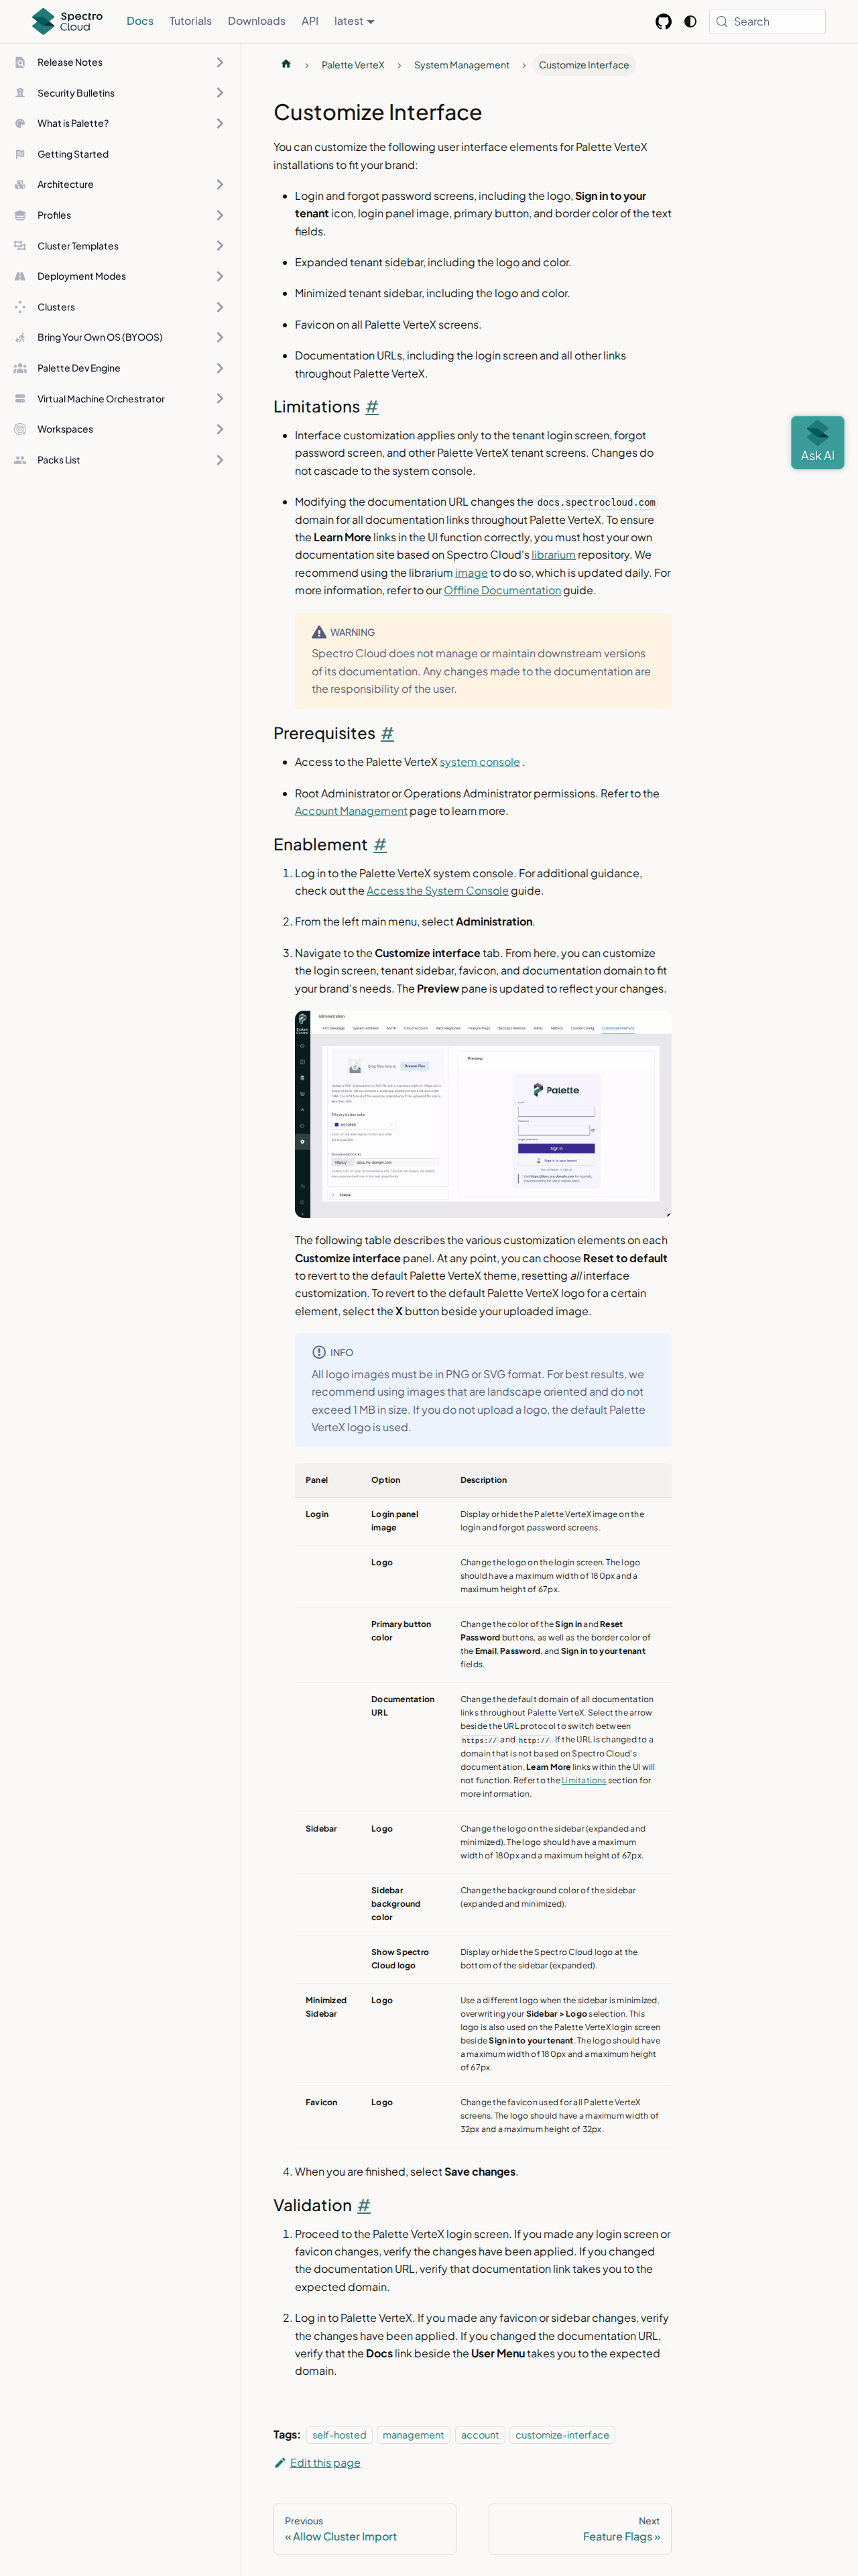 Spectro Cloud
Docs
Tutorials
Downloads
API
latest
Search
Release Notes
Security Bulletins
What is Palette?
Getting Started
Architecture
Profiles
Cluster Templates
Deployment Modes
Clusters
Bring Your Own OS (BYOOS)
Palette Dev Engine
Virtual Machine Orchestrator
Workspaces
Packs List
Palette VerteX
System Management
Customize Interface
Customize Interface
You can customize the following user interface elements for Palette VerteX
installations to fit your brand:
Login and forgot password screens, including the logo, Sign in to your
tenant icon, login panel image, primary button, and border color of the text
fields.
Expanded tenant sidebar, including the logo and color.
Minimized tenant sidebar, including the logo and color.
Favicon on all Palette VerteX screens.
Documentation URLs, including the login screen and all other links
throughout Palette VerteX.
Limitations #
Interface customization applies only to the tenant login screen, forgot
password screen, and other Palette VerteX tenant screens. Changes do
not cascade to the system console.
Modifying the documentation URL changes the docs.spectrocloud.com
domain for all documentation links throughout Palette VerteX. To ensure
the Learn More links in the UI function correctly, you must host your own
documentation site based on Spectro Cloud's librarium repository. We
recommend using the librarium image to do so, which is updated daily. For
more information, refer to our Offline Documentation guide.
WARNING
Spectro Cloud does not manage or maintain downstream versions
of its documentation. Any changes made to the documentation are
the responsibility of the user.
Ask AI
Prerequisites #
Access to the Palette VerteX system console .
Root Administrator or Operations Administrator permissions. Refer to the
Account Management page to learn more.
Enablement #
1. Log in to the Palette VerteX system console. For additional guidance,
check out the Access the System Console guide.
2. From the left main menu, select Administration.
3. Navigate to the Customize interface tab. From here, you can customize
the login screen, tenant sidebar, favicon, and documentation domain to fit
your brand's needs. The Preview pane is updated to reflect your changes.
Administration
System Address
SMTP
Cloud Account
Pack Registries
Feature Flags
Backup / Restore
Alerts
Metrics
Cluster Config
Customize interface
Drop files here or
Browse files
Preview
Palette
Primary button color
Sign in
Sign in to your tenant
Documentation URL
https://
docs.my-domain.com
Sidebar
The following table describes the various customization elements on each
Customize interface panel. At any point, you can choose Reset to default
to revert to the default Palette VerteX theme, resetting all interface
customization. To revert to the default Palette VerteX logo for a certain
element, select the X button beside your uploaded image.
INFO
All logo images must be in PNG or SVG format. For best results, we
recommend using images that are landscape oriented and do not
exceed 1 MB in size. If you do not upload a logo, the default Palette
VerteX logo is used.
Panel
Option
Description
Login
Login panel
image
Display or hide the Palette VerteX image on the
login and forgot password screens.
Logo
Change the logo on the login screen. The logo
should have a maximum width of 180px and a
maximum height of 67px.
Primary button
color
Change the color of the Sign in and Reset
Password buttons, as well as the border color of
the Email, Password, and Sign in to your tenant
fields.
Documentation
URL
Change the default domain of all documentation
links throughout Palette VerteX. Select the arrow
beside the URL protocol to switch between
https:// and http://. If the URL is changed to a
domain that is not based on Spectro Cloud's
documentation, Learn More links within the UI will
not function. Refer to the Limitations section for
more information.
Sidebar
Logo
Change the logo on the sidebar (expanded and
minimized). The logo should have a maximum
width of 180px and a maximum height of 67px.
Sidebar
background
color
Change the background color of the sidebar
(expanded and minimized).
Show Spectro
Cloud logo
Display or hide the Spectro Cloud logo at the
bottom of the sidebar (expanded).
Minimized
Sidebar
Logo
Use a different logo when the sidebar is minimized,
overwriting your Sidebar > Logo selection. This
logo is also used on the Palette VerteX login screen
beside Sign in to your tenant. The logo should have
a maximum width of 180px and a maximum height
of 67px.
Favicon
Logo
Change the favicon used for all Palette VerteX
screens. The logo should have a maximum width of
32px and a maximum height of 32px.
4. When you are finished, select Save changes.
Validation #
1. Proceed to the Palette VerteX login screen. If you made any login screen or
favicon changes, verify the changes have been applied. If you changed
the documentation URL, verify that documentation link takes you to the
expected domain.
2. Log in to Palette VerteX. If you made any favicon or sidebar changes, verify
the changes have been applied. If you changed the documentation URL,
verify that the Docs link beside the User Menu takes you to the expected
domain.
Tags:
self-hosted
management
account
customize-interface
Edit this page
Previous
« Allow Cluster Import
Next
Feature Flags »